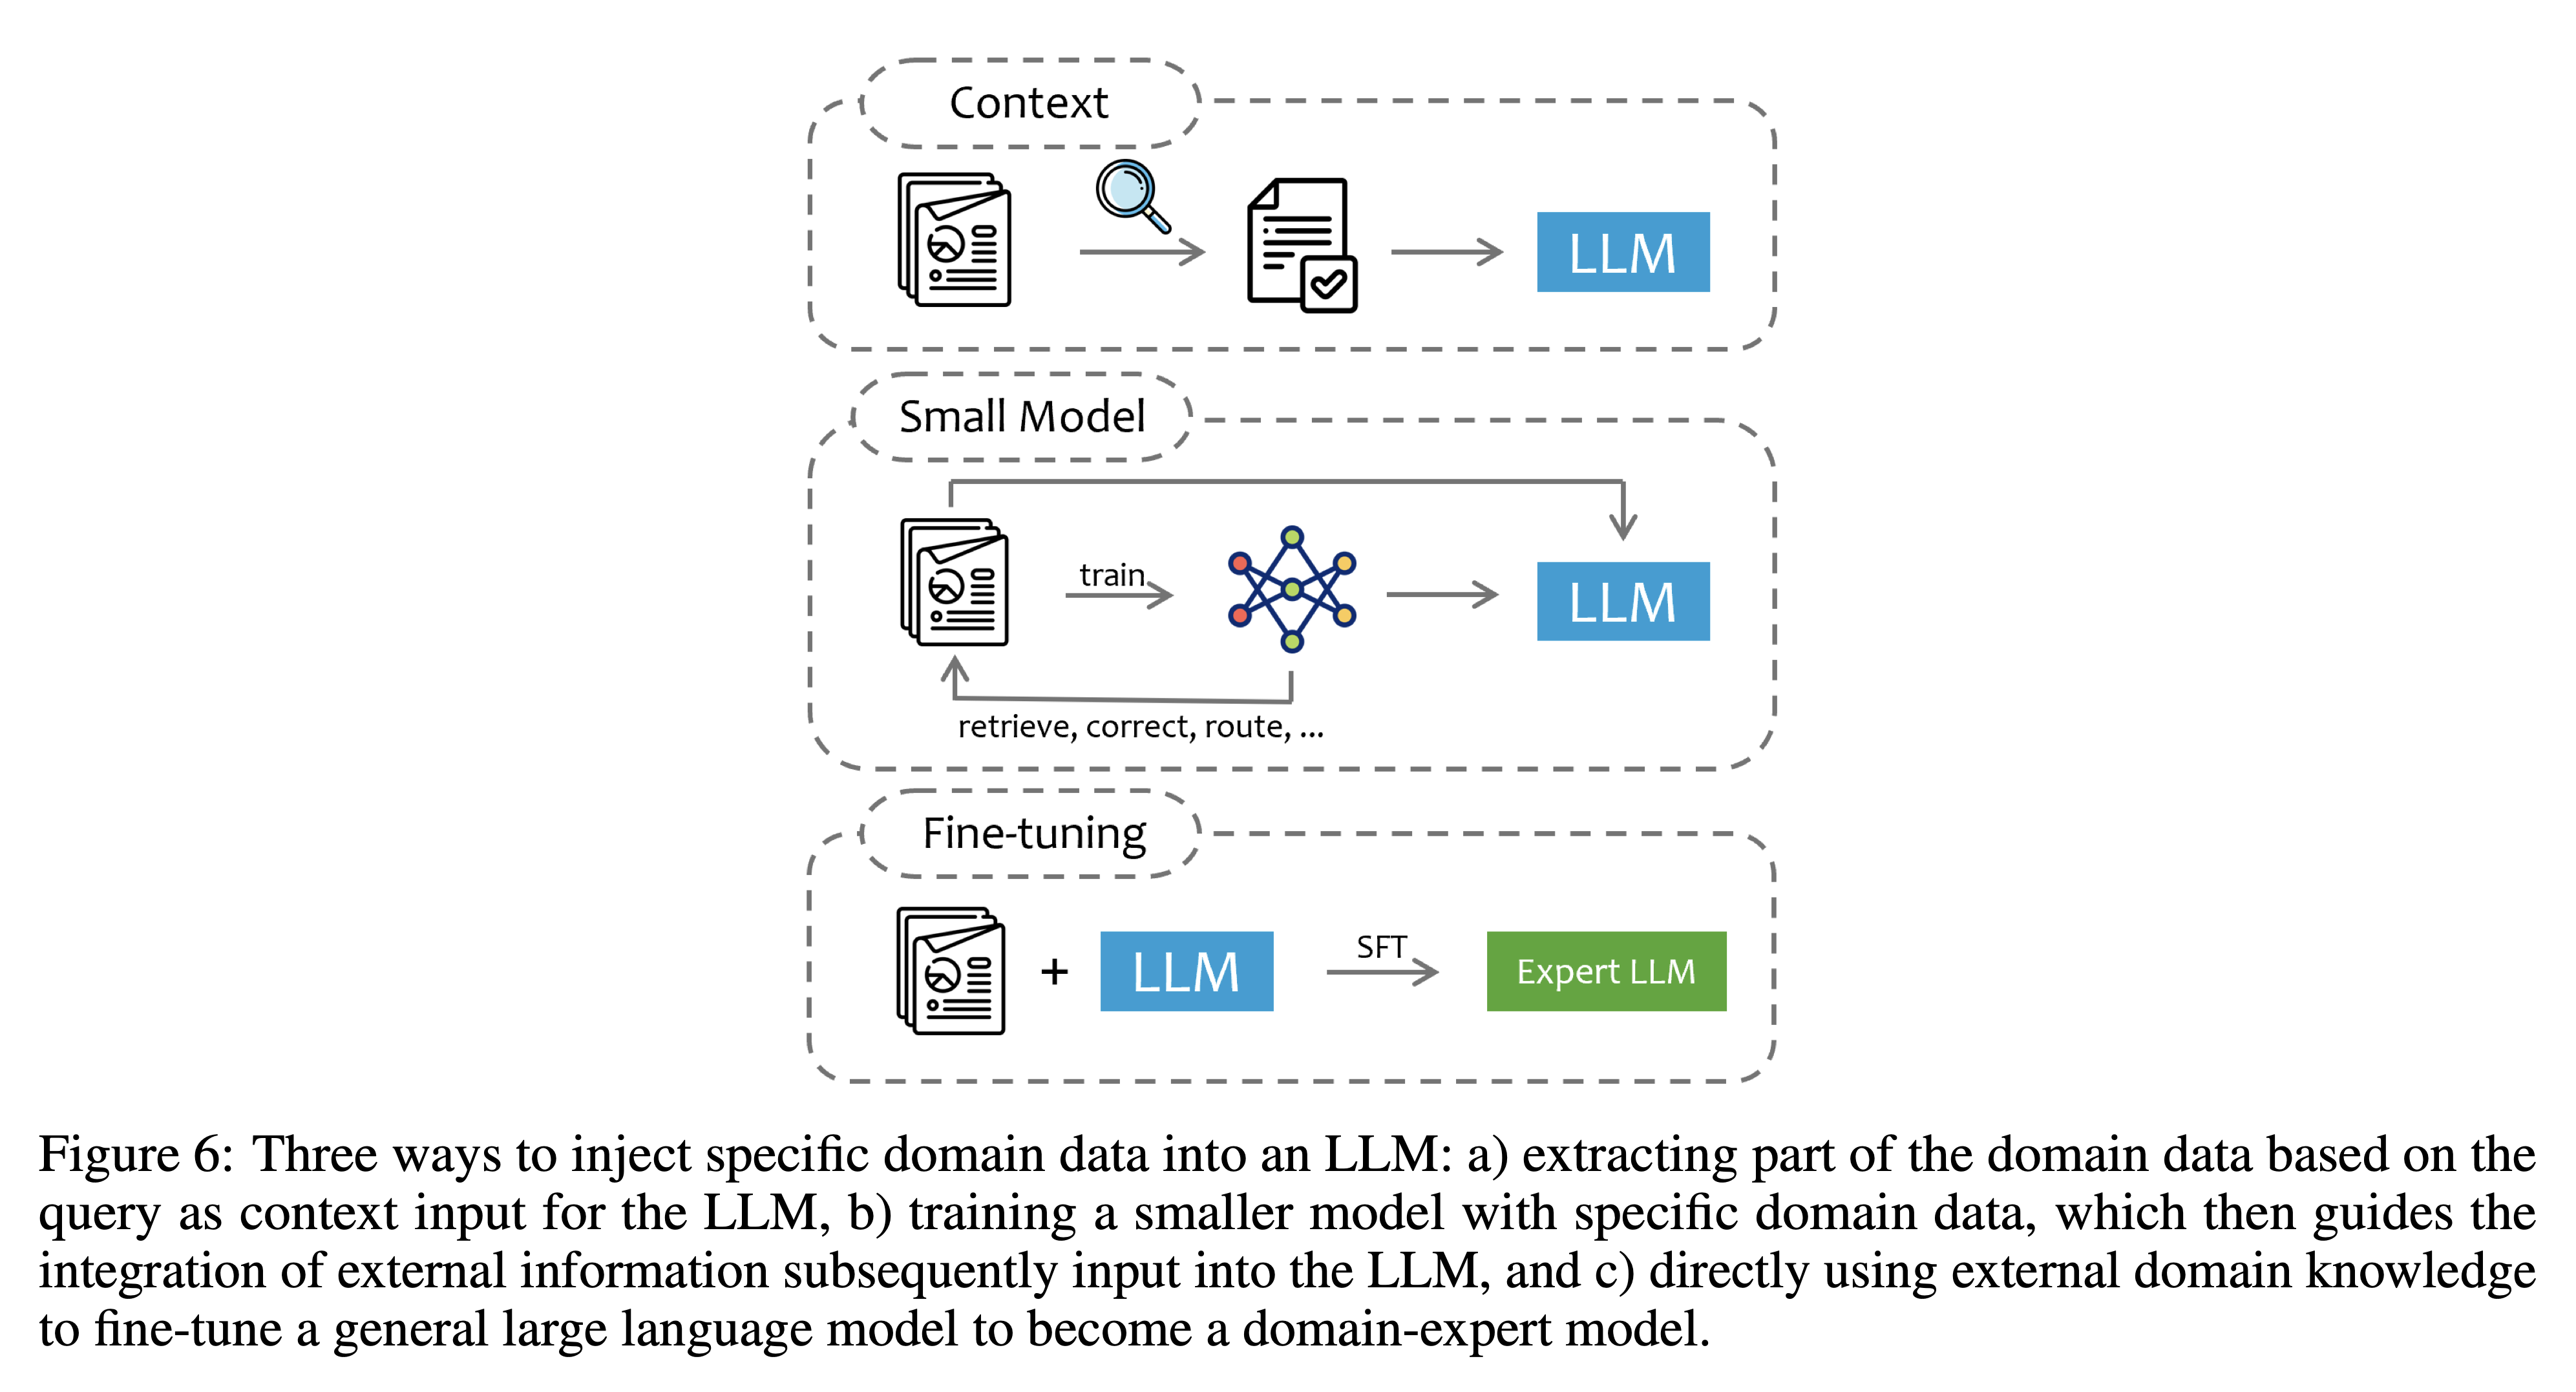 Context
LLM
Small Model
train
LLM
retrieve, correct, route, ...
Fine-tuning
+
LLM
SFT
Expert LLM
Figure 6: Three ways to inject specific domain data into an LLM: a) extracting part of the domain data based on the
query as context input for the LLM, b) training a smaller model with specific domain data, which then guides the
integration of external information subsequently input into the LLM, and c) directly using external domain knowledge
to fine-tune a general large language model to become a domain-expert model.